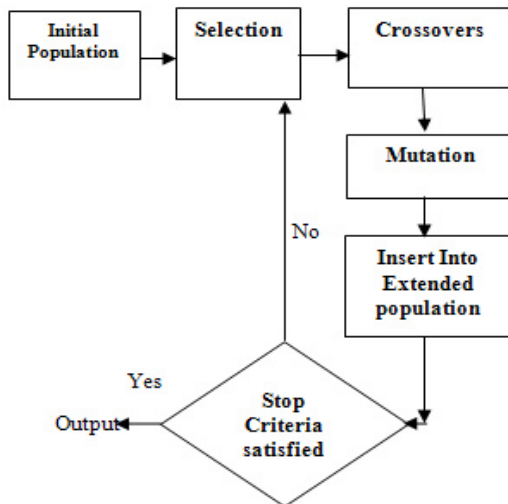 Initial
Population
Selection
Crossovers
Mutation
Insert Into
Extended
population
No
Yes
Stop
Criteria
satisfied
Output